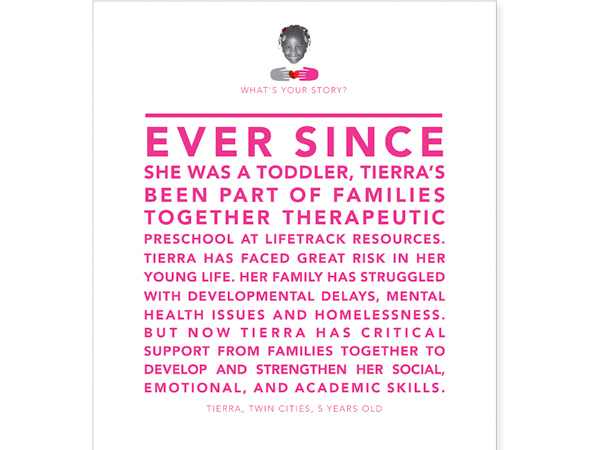 WHAT'S YOUR STORY?
EVER SINCE
SHE WAS A TODDLER, TIERRA'S
BEEN PART OF FAMILIES
TOGETHER THERAPEUTIC
PRESCHOOL AT LIFETRACK RESOURCES.
TIERRA HAS FACED GREAT RISK IN HER
YOUNG LIFE. HER FAMILY HAS STRUGGLED
WITH DEVELOPMENTAL DELAYS, MENTAL
HEALTH ISSUES AND HOMELESSNESS.
BUT NOW TIERRA HAS CRITICAL
SUPPORT FROM FAMILIES TOGETHER TO
DEVELOP AND STRENGTHEN HER SOCIAL,
EMOTIONAL, AND ACADEMIC SKILLS.
TIERRA, TWIN CITIES, 5 YEARS OLD